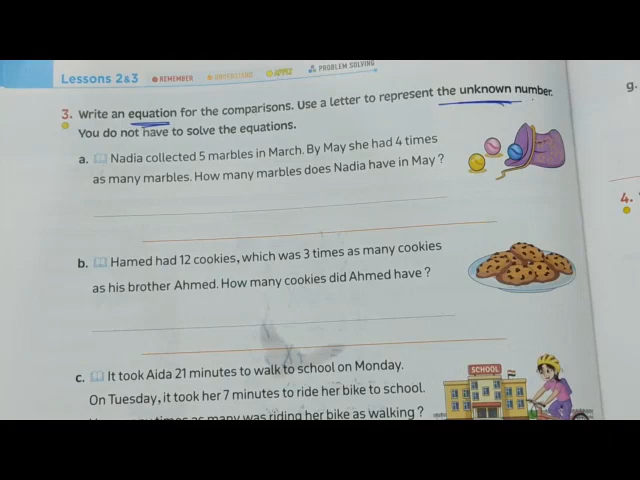 Lessons 2&3 REMEMBER UNDERSTAND APPLY PROBLEM SOLVING
3. Write an equation for the comparisons. Use a letter to represent the unknown number.
You do not have to solve the equations.
a. Nadia collected 5 marbles in March. By May she had 4 times
as many marbles. How many marbles does Nadia have in May ?
b. Hamed had 12 cookies, which was 3 times as many cookies
as his brother Ahmed. How many cookies did Ahmed have ?
c. It took Aida 21 minutes to walk to school on Monday.
SCHOOL
On Tuesday, it took her 7 minutes to ride her bike to school.
times as many was riding her bike as walking ?
g.
4.